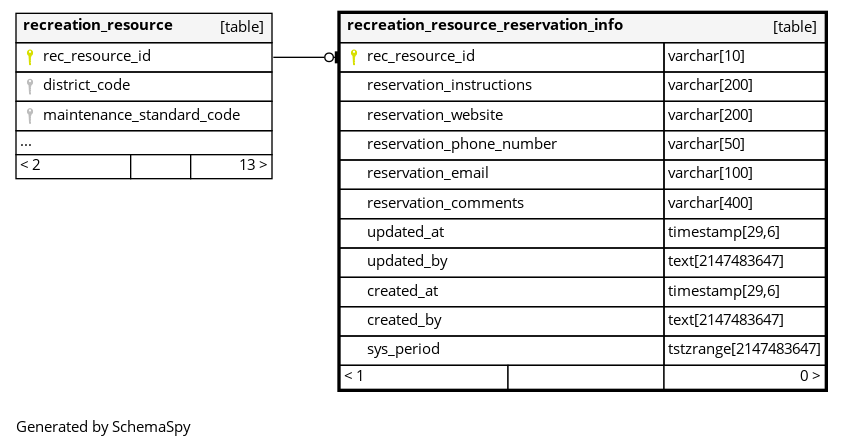 recreation_resource [table]
rec_resource_id
district_code
maintenance_standard_code
...
< 2 13 >
recreation_resource_reservation_info [table]
rec_resource_id varchar[10]
reservation_instructions varchar[200]
reservation_website varchar[200]
reservation_phone_number varchar[50]
reservation_email varchar[100]
reservation_comments varchar[400]
updated_at timestamp[29,6]
updated_by text[2147483647]
created_at timestamp[29,6]
created_by text[2147483647]
sys_period tstzrange[2147483647]
< 1 0 >
Generated by SchemaSpy